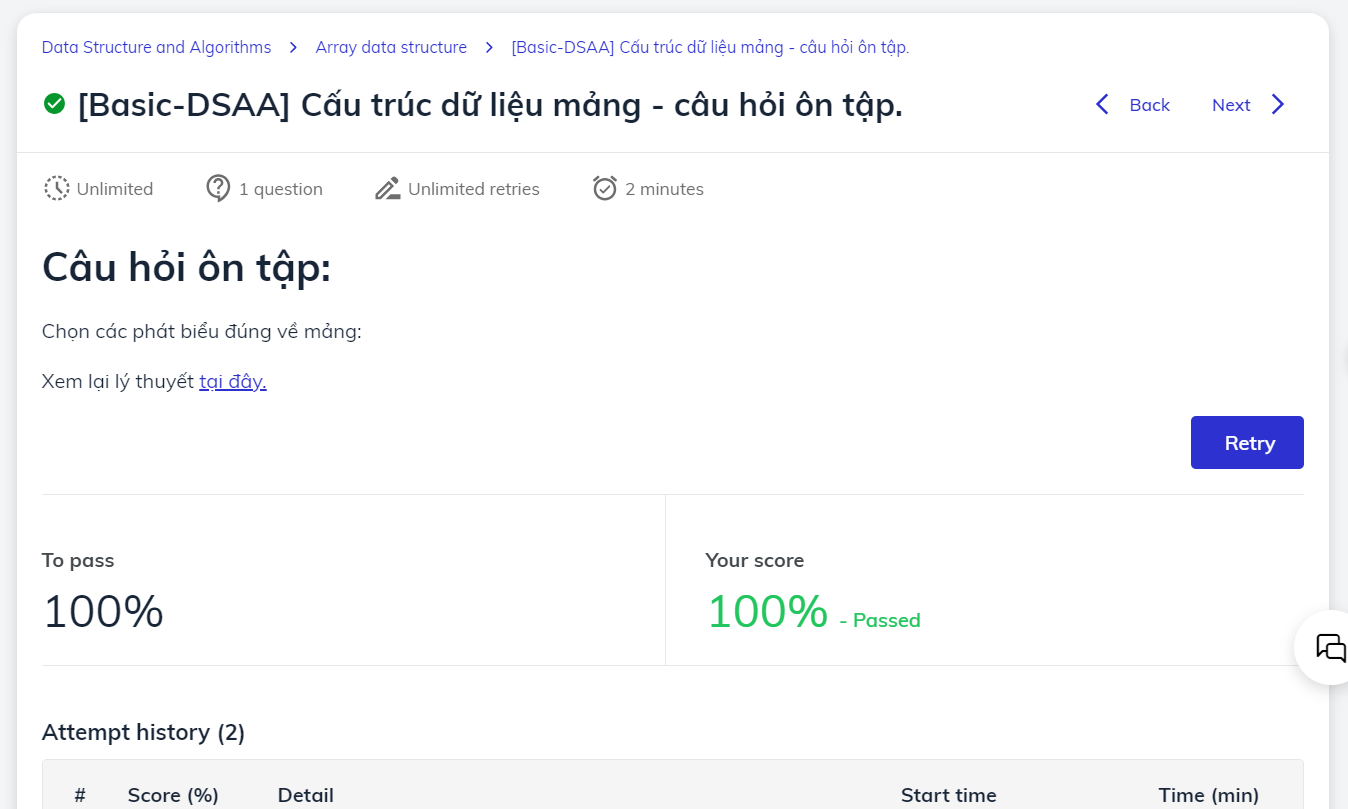 Data Structure and Algorithms > Array data structure > [Basic-DSAA] Cấu trúc dữ liệu mảng - câu hỏi ôn tập.
[Basic-DSAA] Cấu trúc dữ liệu mảng - câu hỏi ôn tập. Back Next
Unlimited 1 question Unlimited retries 2 minutes
Câu hỏi ôn tập:
Chọn các phát biểu đúng về mảng:
Xem lại lý thuyết tại đây.
Retry
To pass Your score
100% 100% - Passed
Attempt history (2)
# Score (%) Detail Start time Time (min)